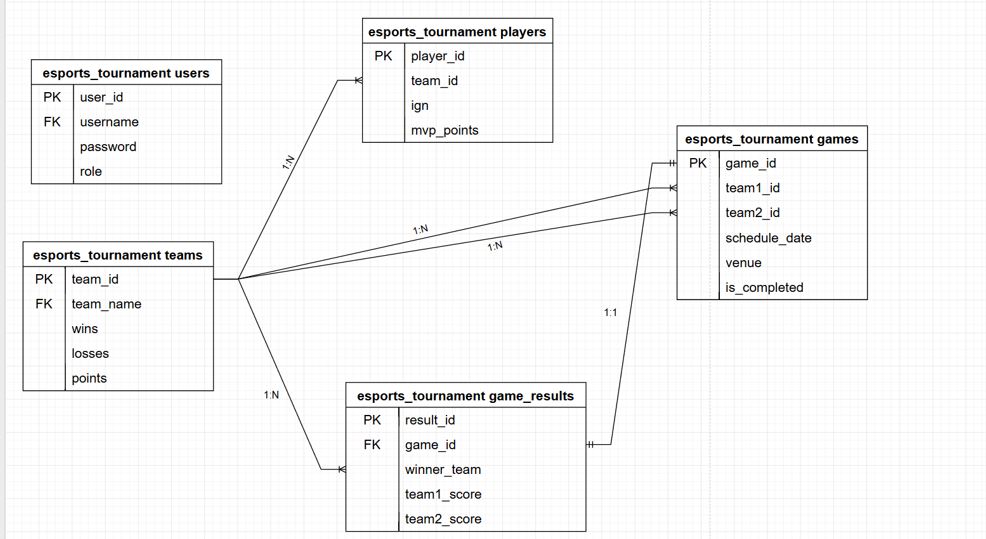 esports_tournament players
PK player_id
team_id
ign
mvp_points
esports_tournament users
PK user_id
FK username
password
role
esports_tournament games
PK game_id
team1_id
team2_id
schedule_date
venue
is_completed
1:N
1:N
1:N
esports_tournament teams
PK team_id
FK team_name
wins
losses
points
1:1
1:N
esports_tournament game_results
PK result_id
FK game_id
winner_team
team1_score
team2_score